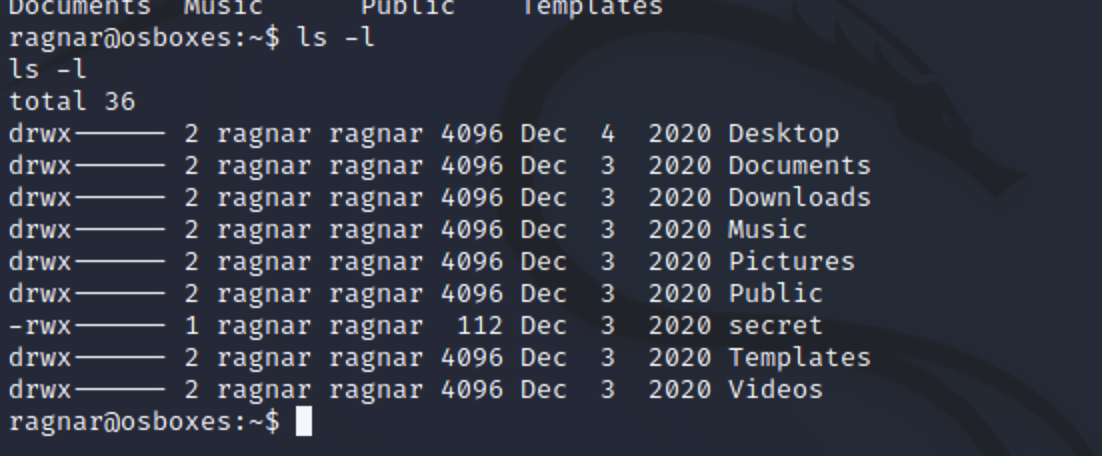 Documents  Music      Public    Templates
ragnar@osboxes:~$ ls -l
ls -l
total 36
drwx------ 2 ragnar ragnar 4096 Dec  4  2020 Desktop
drwx------ 2 ragnar ragnar 4096 Dec  3  2020 Documents
drwx------ 2 ragnar ragnar 4096 Dec  3  2020 Downloads
drwx------ 2 ragnar ragnar 4096 Dec  3  2020 Music
drwx------ 2 ragnar ragnar 4096 Dec  3  2020 Pictures
drwx------ 2 ragnar ragnar 4096 Dec  3  2020 Public
-rwx------ 1 ragnar ragnar  112 Dec  3  2020 secret
drwx------ 2 ragnar ragnar 4096 Dec  3  2020 Templates
drwx------ 2 ragnar ragnar 4096 Dec  3  2020 Videos
ragnar@osboxes:~$